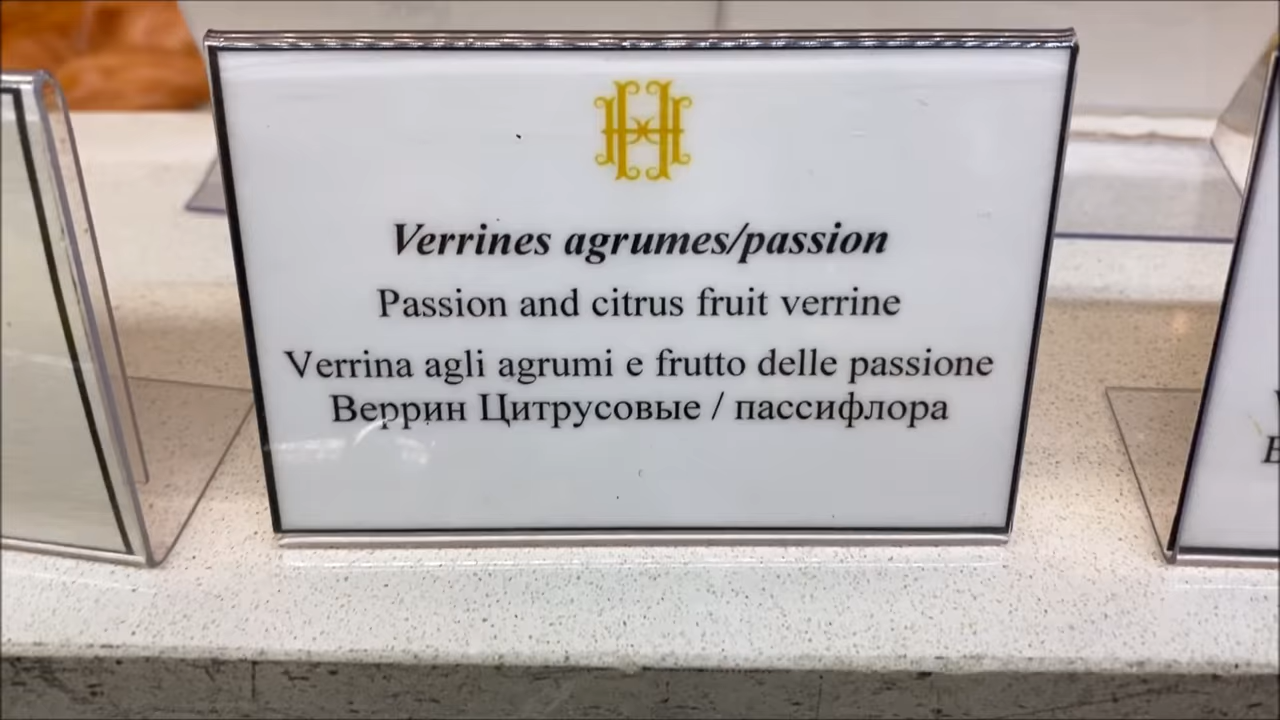 Verrines agrumes/passion
Passion and citrus fruit verrine
Verrina agli agrumi e frutto delle passione
Веррин Цитрусовые / пассифлора